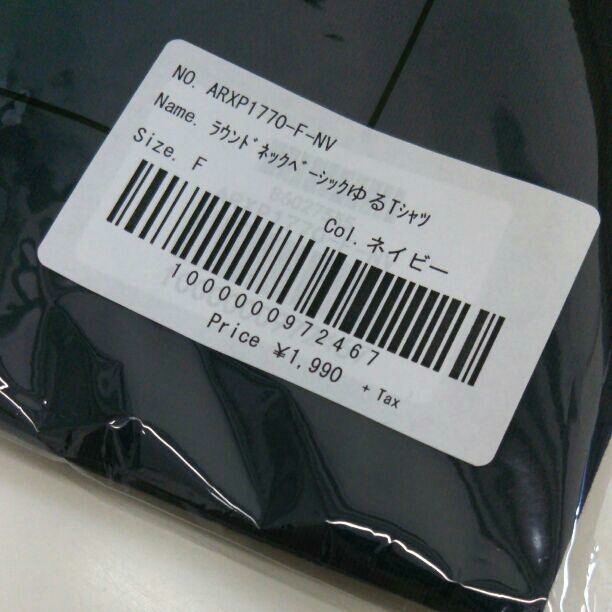 NO. ARXP1770-F-NV
Name. ﾗｳﾝﾄﾞﾈｯｸﾍﾞｰｼｯｸゆるTｼｬﾂ
Size. F
Col. ネイビー
1000000972467
Price ¥1,990 + Tax